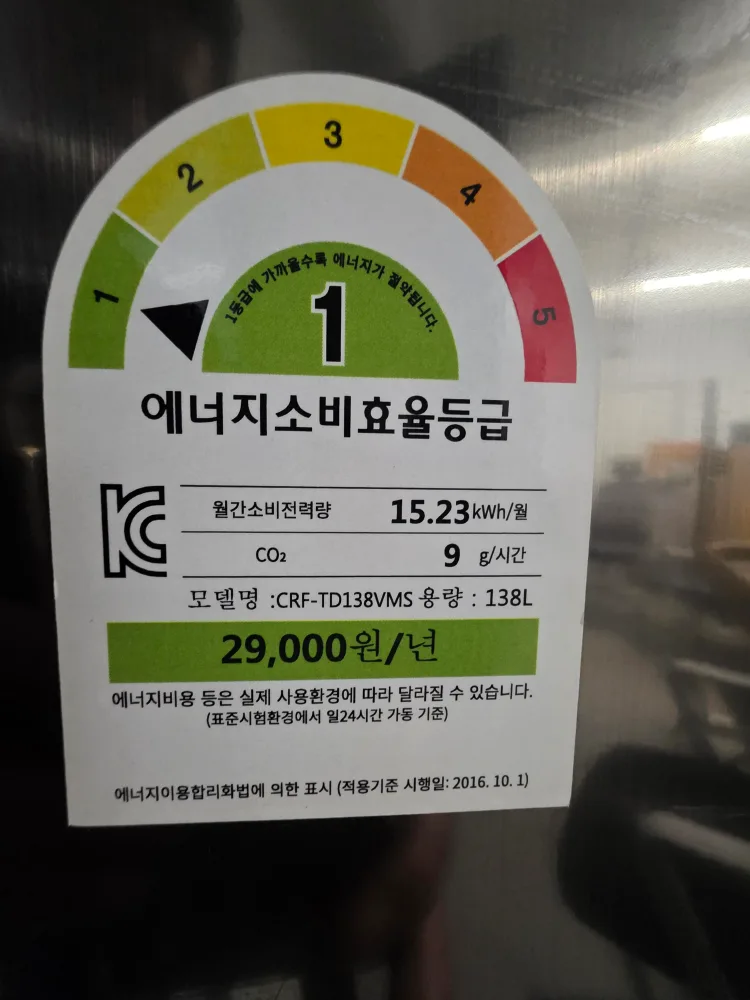 1
2
3
4
5
1등급에 가까울수록 에너지가 절약됩니다.
1
에너지소비효율등급
KC
월간소비전력량 15.23kWh/월
CO₂ 9 g/시간
모델명 :CRF-TD138VMS 용량 : 138L
29,000원/년
에너지비용 등은 실제 사용환경에 따라 달라질 수 있습니다.
(표준시험환경에서 일24시간 가동 기준)
에너지이용합리화법에 의한 표시 (적용기준 시행일: 2016. 10. 1)